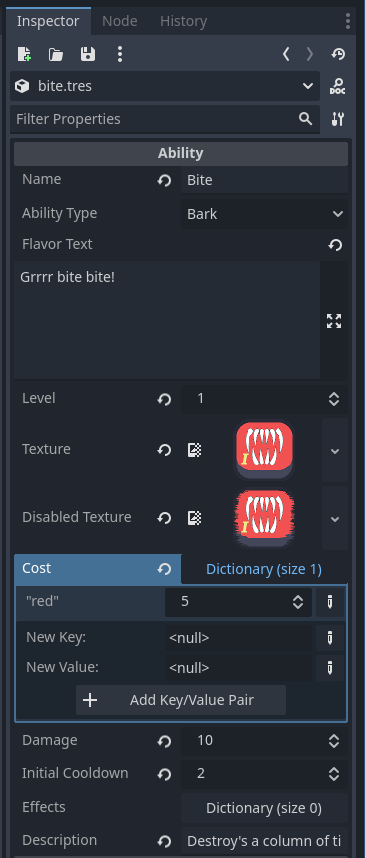 Inspector Node History
bite.tres
Filter Properties
Ability
Name Bite
Ability Type Bark
Flavor Text
Grrrr bite bite!
Level 1
Texture I
Disabled Texture I
Cost Dictionary (size 1)
"red" 5
New Key: <null>
New Value: <null>
Add Key/Value Pair
Damage 10
Initial Cooldown 2
Effects Dictionary (size 0)
Description Destroy's a column of ti